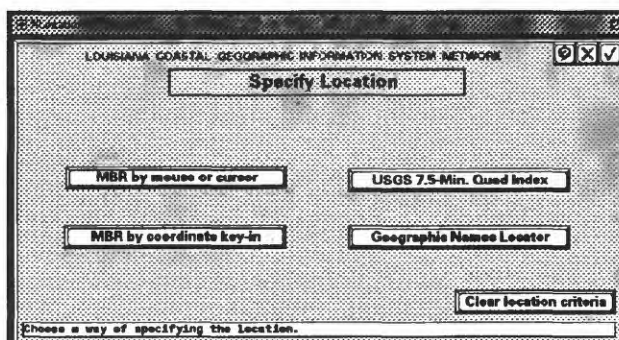 LOUISIANA COASTAL GEOGRAPHIC INFORMATION SYSTEM NETWORK
Specify Location
MBR by mouse or cursor
USGS 7.5-Min. Quad Index
MBR by coordinate key-in
Geographic Names Locator
Clear location criteria
Choose a way of specifying the location.